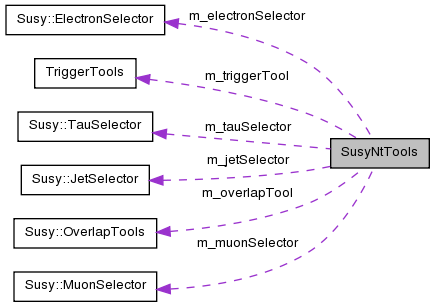 Susy::ElectronSelector
m_electronSelector
TriggerTools
m_triggerTool
Susy::TauSelector
m_tauSelector
SusyNtTools
Susy::JetSelector
m_jetSelector
m_overlapTool
Susy::OverlapTools
m_muonSelector
Susy::MuonSelector